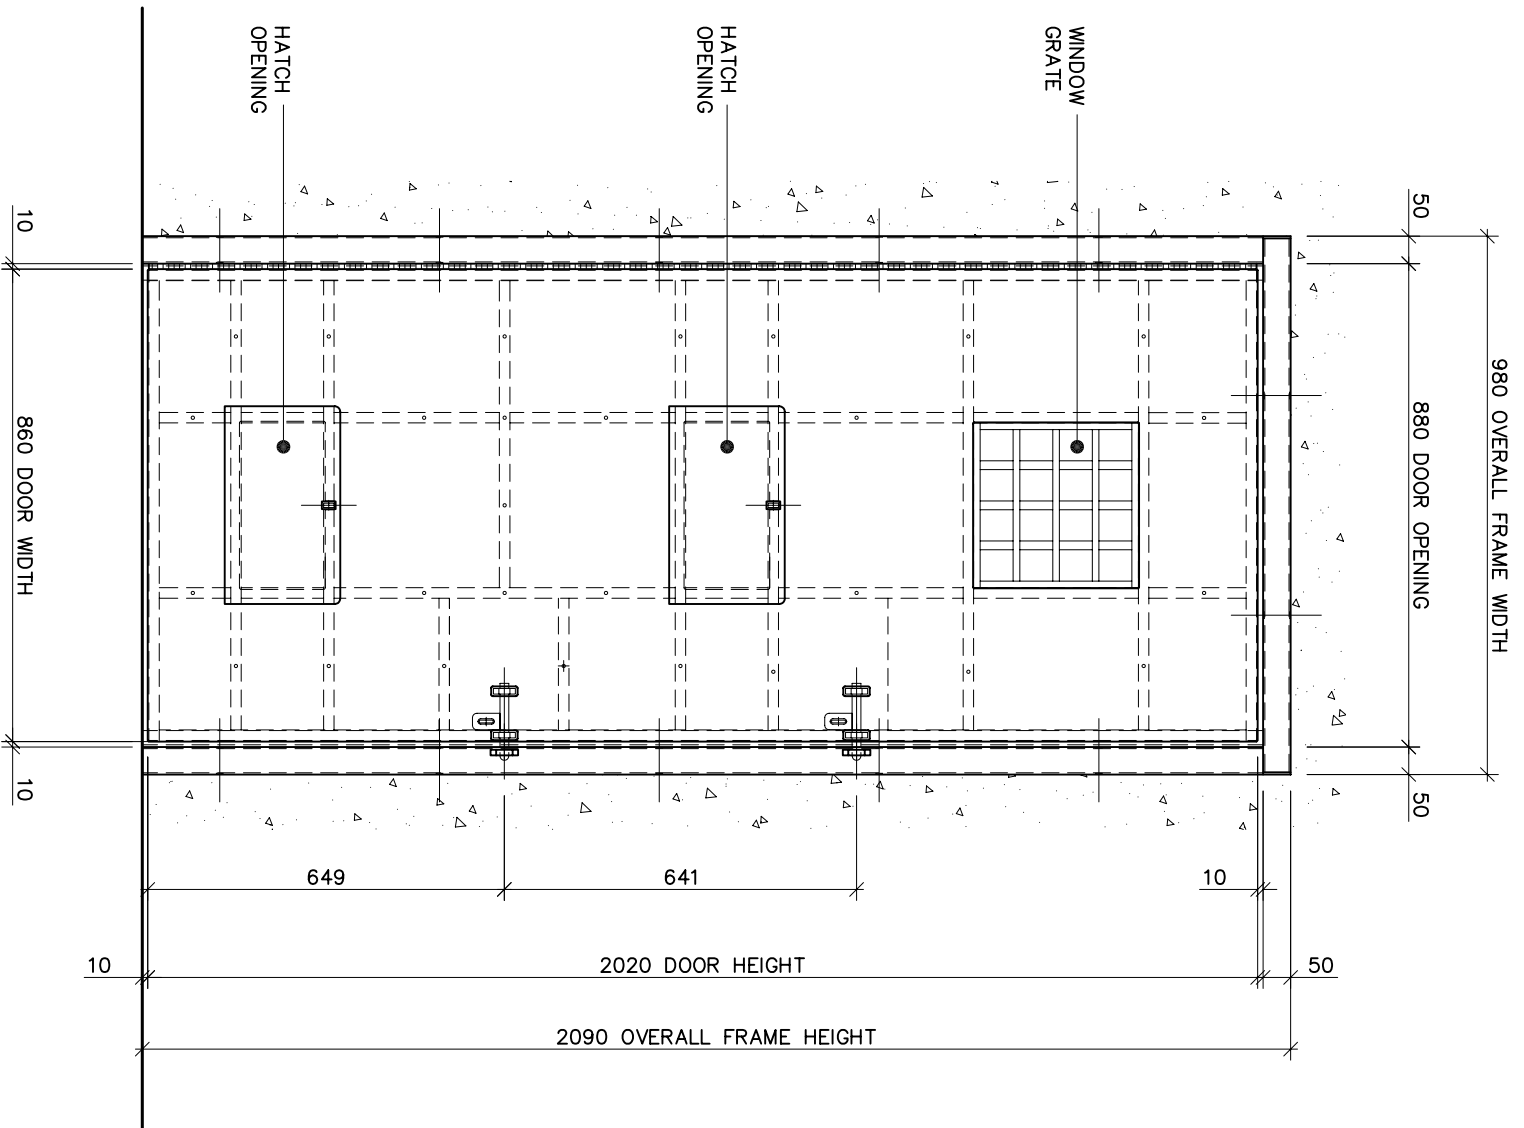 WINDOW
GRATE
HATCH
OPENING
HATCH
OPENING
980 OVERALL FRAME WIDTH
50
880 DOOR OPENING
50
10
860 DOOR WIDTH
10
649
641
10
10
2020 DOOR HEIGHT
50
2090 OVERALL FRAME HEIGHT